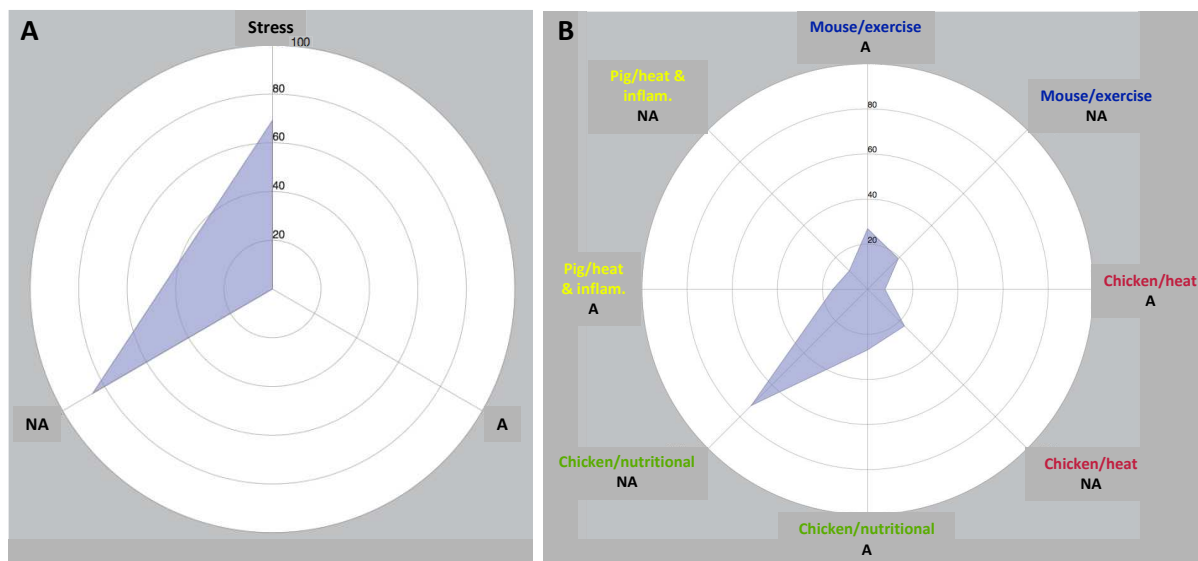 A
Stress
100
80
60
40
20
NA
A
B
Mouse/exercise
A
Pig/heat &
inflam.
NA
Mouse/exercise
NA
80
60
40
20
Pig/heat
& inflam.
A
Chicken/heat
A
Chicken/nutritional
NA
Chicken/heat
NA
Chicken/nutritional
A